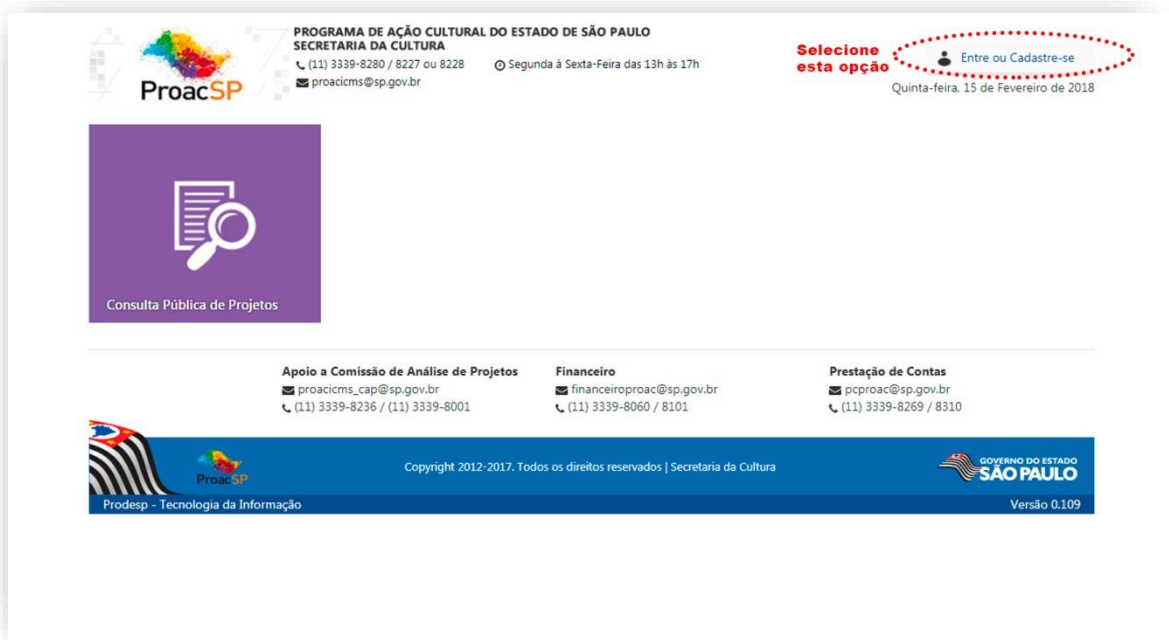 PROGRAMA DE AÇÃO CULTURAL DO ESTADO DE SÃO PAULO
SECRETARIA DA CULTURA
(11) 3339-8280 / 8227 ou 8228 Segunda à Sexta-Feira das 13h às 17h
proacicms@sp.gov.br
ProacSP
Selecione
esta opção
Entre ou Cadastre-se
Quinta-feira, 15 de Fevereiro de 2018
Consulta Pública de Projetos
Apoio a Comissão de Análise de Projetos
proacicms_cap@sp.gov.br
(11) 3339-8236 / (11) 3339-8001
Financeiro
financeiroproac@sp.gov.br
(11) 3339-8060 / 8101
Prestação de Contas
pcproac@sp.gov.br
(11) 3339-8269 / 8310
ProacSP
Copyright 2012-2017. Todos os direitos reservados | Secretaria da Cultura
GOVERNO DO ESTADO
SÃO PAULO
Prodesp - Tecnologia da Informação
Versão 0.109